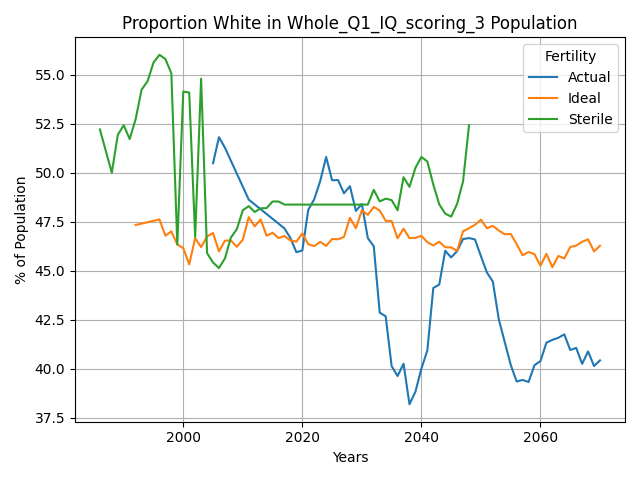 Proportion White in Whole_Q1_IQ_scoring_3 Population
Fertility
Actual
Ideal
Sterile
% of Population
55.0
52.5
50.0
47.5
45.0
42.5
40.0
37.5
2000
2020
2040
2060
Years